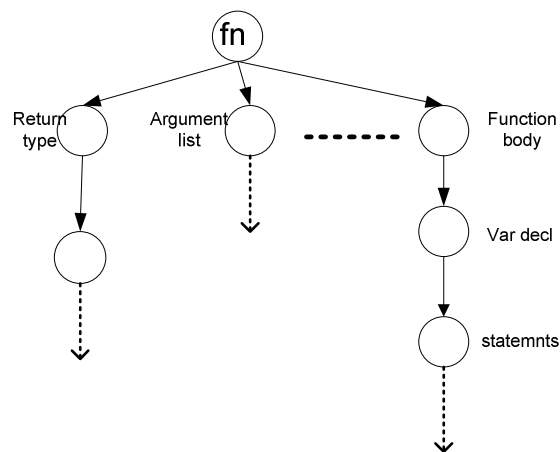 fn
Return
type
Argument
list
Function
body
Var decl
statemnts